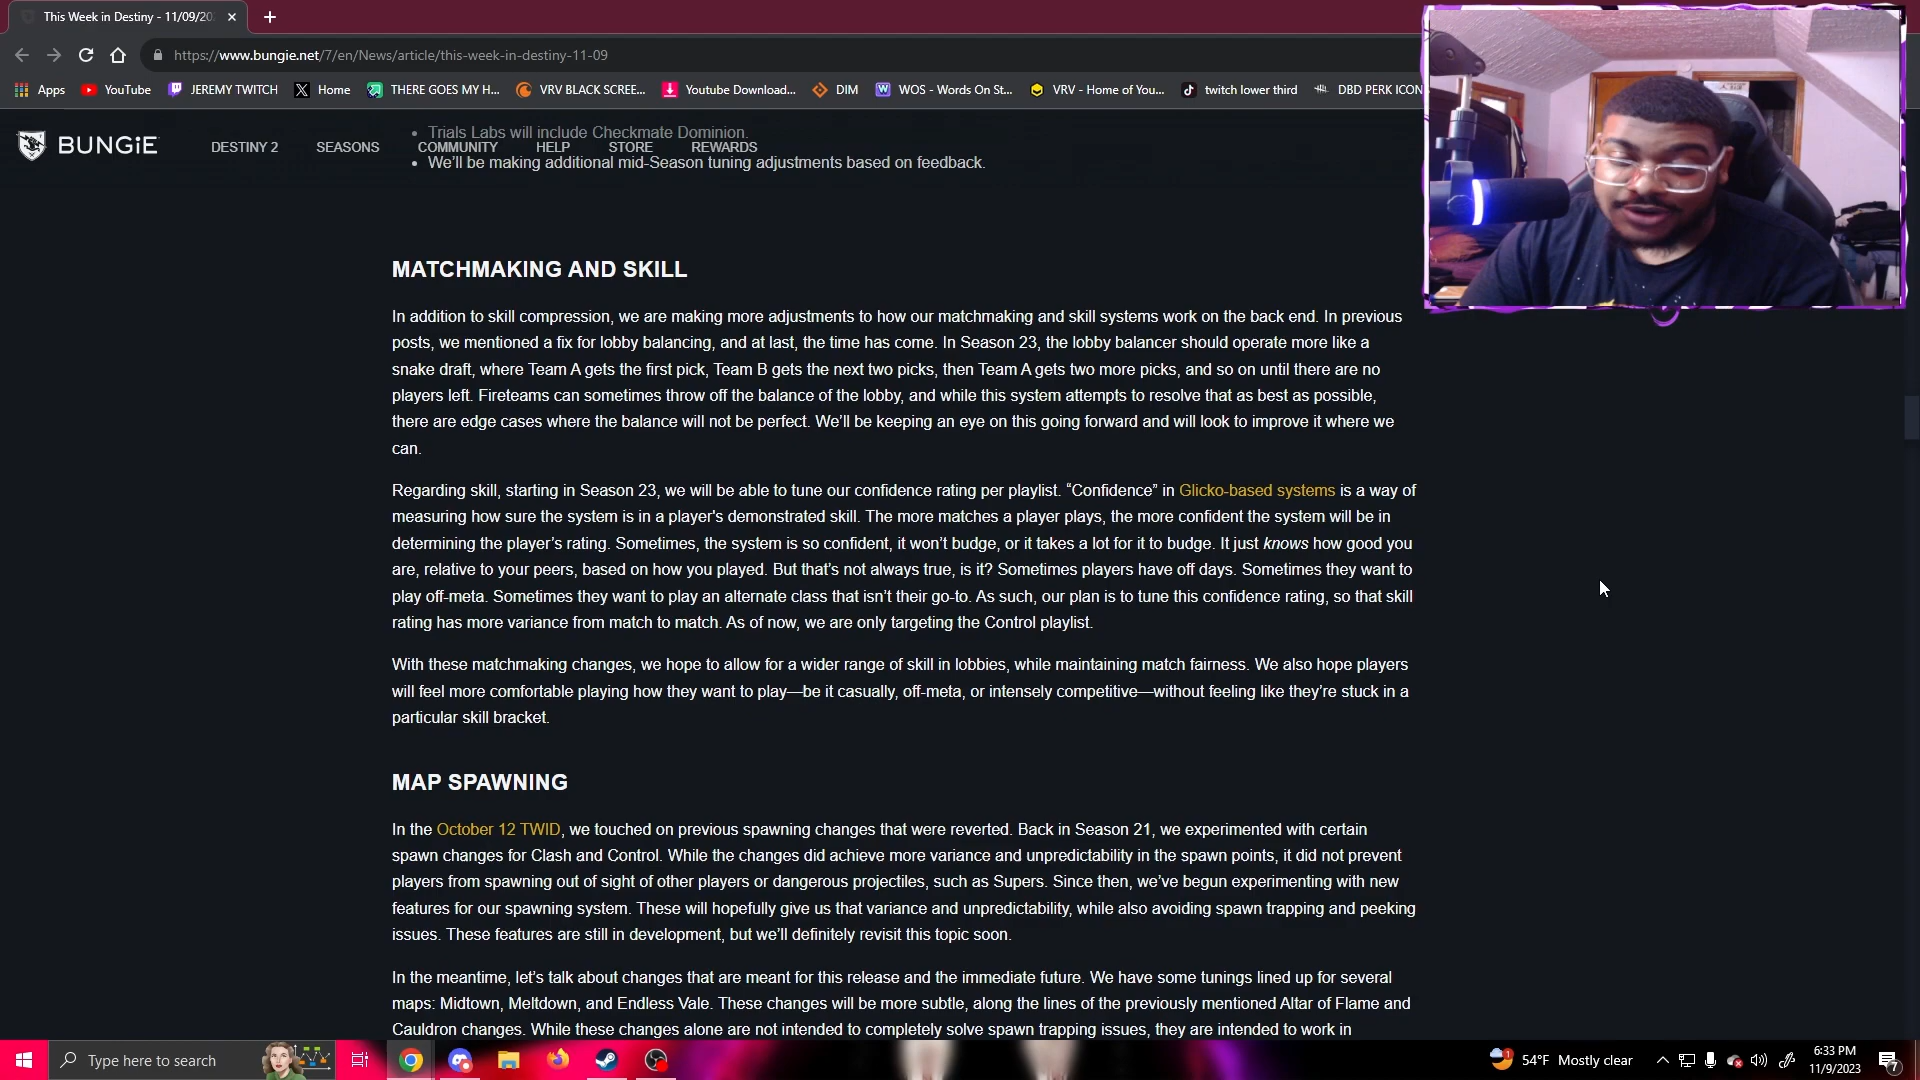 This Week in Destiny - 11/09/20
https://www.bungie.net/7/en/News/article/this-week-in-destiny-11-09
Apps YouTube JEREMY TWITCH Home THERE GOES MY H... VRV BLACK SCREE... Youtube Download... DIM WOS - Words On St... VRV - Home of You... twitch lower third DBD PERK ICON
Trials Labs will include Checkmate Dominion.
BUNGiE DESTINY 2 SEASONS COMMUNITY HELP STORE REWARDS
We'll be making additional mid-Season tuning adjustments based on feedback.
MATCHMAKING AND SKILL
In addition to skill compression, we are making more adjustments to how our matchmaking and skill systems work on the back end. In previous
posts, we mentioned a fix for lobby balancing, and at last, the time has come. In Season 23, the lobby balancer should operate more like a
snake draft, where Team A gets the first pick, Team B gets the next two picks, then Team A gets two more picks, and so on until there are no
players left. Fireteams can sometimes throw off the balance of the lobby, and while this system attempts to resolve that as best as possible,
there are edge cases where the balance will not be perfect. We'll be keeping an eye on this going forward and will look to improve it where we
can.
Regarding skill, starting in Season 23, we will be able to tune our confidence rating per playlist. “Confidence” in Glicko-based systems is a way of
measuring how sure the system is in a player's demonstrated skill. The more matches a player plays, the more confident the system will be in
determining the player's rating. Sometimes, the system is so confident, it won't budge, or it takes a lot for it to budge. It just knows how good you
are, relative to your peers, based on how you played. But that's not always true, is it? Sometimes players have off days. Sometimes they want to
play off-meta. Sometimes they want to play an alternate class that isn't their go-to. As such, our plan is to tune this confidence rating, so that skill
rating has more variance from match to match. As of now, we are only targeting the Control playlist.
With these matchmaking changes, we hope to allow for a wider range of skill in lobbies, while maintaining match fairness. We also hope players
will feel more comfortable playing how they want to play—be it casually, off-meta, or intensely competitive—without feeling like they're stuck in a
particular skill bracket.
MAP SPAWNING
In the October 12 TWID, we touched on previous spawning changes that were reverted. Back in Season 21, we experimented with certain
spawn changes for Clash and Control. While the changes did achieve more variance and unpredictability in the spawn points, it did not prevent
players from spawning out of sight of other players or dangerous projectiles, such as Supers. Since then, we've begun experimenting with new
features for our spawning system. These will hopefully give us that variance and unpredictability, while also avoiding spawn trapping and peeking
issues. These features are still in development, but we'll definitely revisit this topic soon.
In the meantime, let's talk about changes that are meant for this release and the immediate future. We have some tunings lined up for several
maps: Midtown, Meltdown, and Endless Vale. These changes will be more subtle, along the lines of the previously mentioned Altar of Flame and
Cauldron changes. While these changes alone are not intended to completely solve spawn trapping issues, they are intended to work in
Type here to search
54°F Mostly clear
6:33 PM
11/9/2023
7